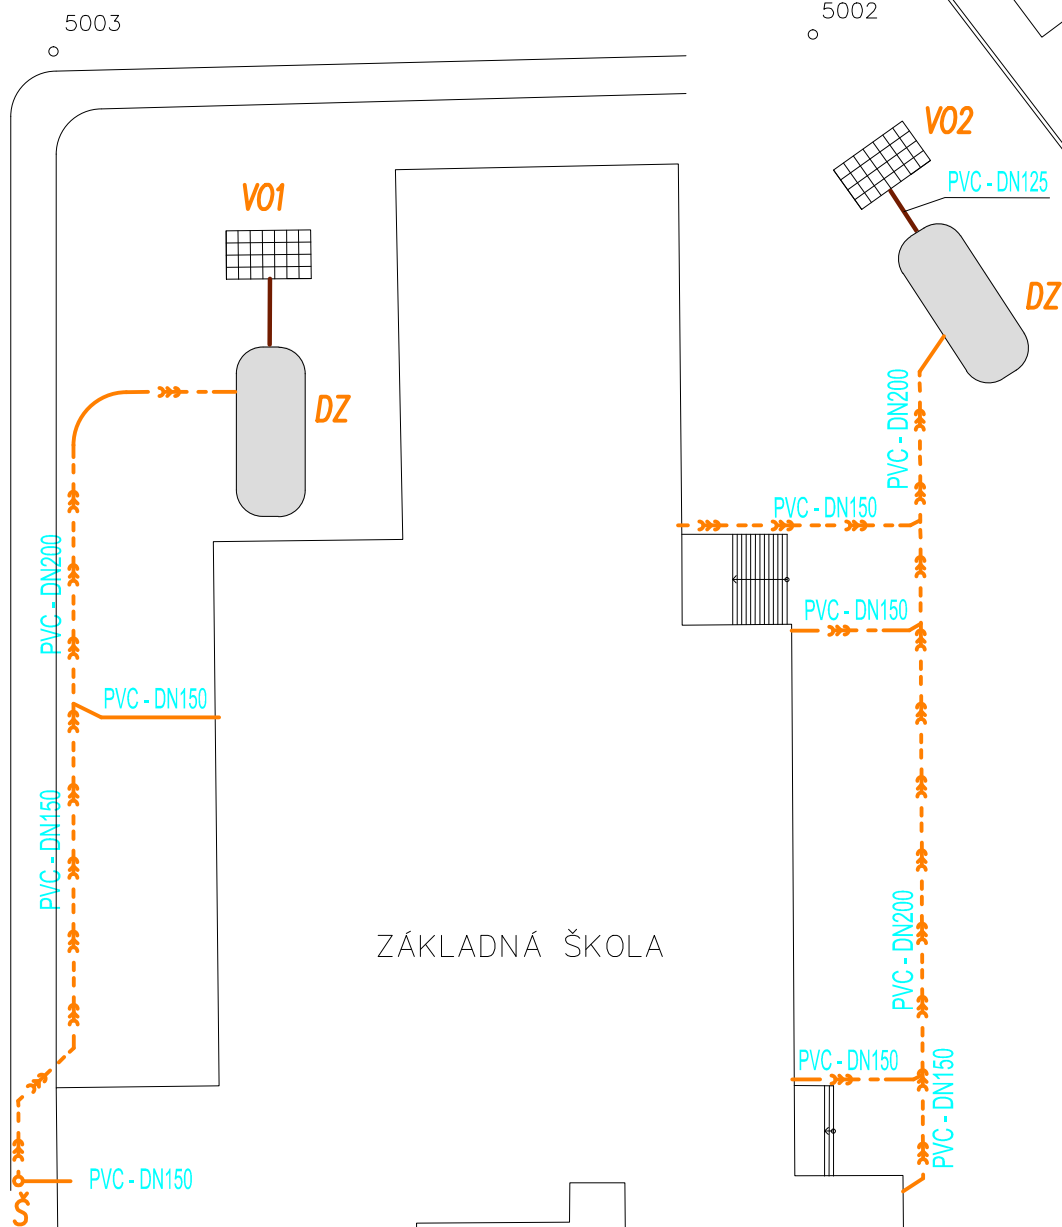 5003
5002
VO2
PVC - DN125
VO1
DZ
DZ
PVC - DN200
PVC - DN150
PVC - DN200
PVC - DN150
PVC - DN150
PVC - DN150
PVC - DN200
ZÁKLADNÁ ŠKOLA
PVC - DN150
PVC - DN150
PVC - DN150
Š